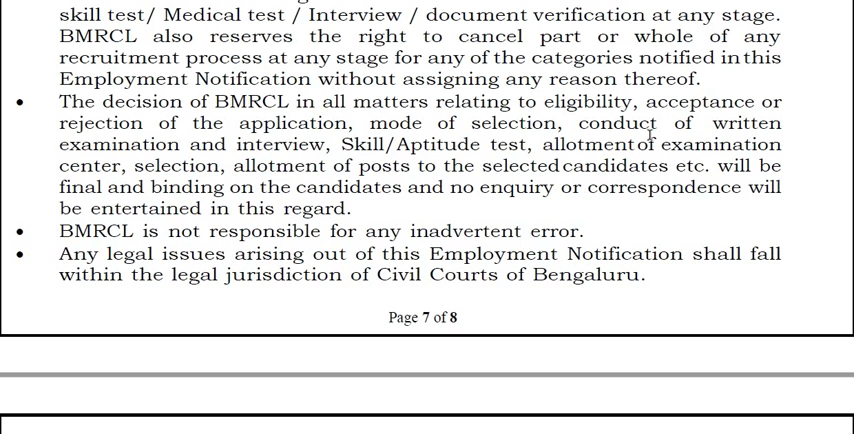 skill test/ Medical test / Interview / document verification at any stage.
BMRCL also reserves the right to cancel part or whole of any
recruitment process at any stage for any of the categories notified in this
Employment Notification without assigning any reason thereof.
• The decision of BMRCL in all matters relating to eligibility, acceptance or
rejection of the application, mode of selection, conduct of written
examination and interview, Skill/Aptitude test, allotment of examination
center, selection, allotment of posts to the selected candidates etc. will be
final and binding on the candidates and no enquiry or correspondence will
be entertained in this regard.
• BMRCL is not responsible for any inadvertent error.
• Any legal issues arising out of this Employment Notification shall fall
within the legal jurisdiction of Civil Courts of Bengaluru.
Page 7 of 8